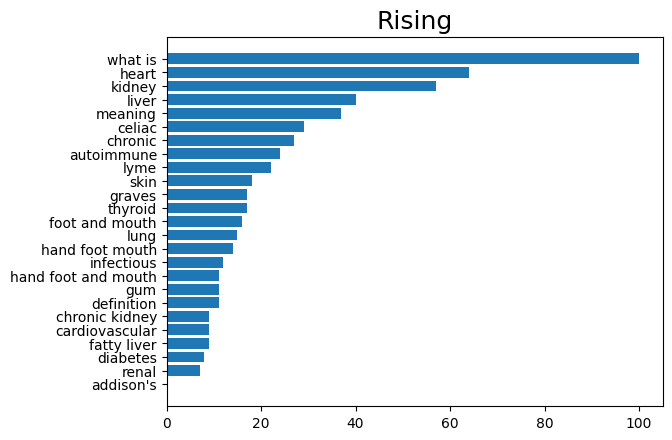 Rising
what is
heart
kidney
liver
meaning
celiac
chronic
autoimmune
lyme
skin
graves
thyroid
foot and mouth
lung
hand foot mouth
infectious
hand foot and mouth
gum
definition
chronic kidney
cardiovascular
fatty liver
diabetes
renal
addison's
0 20 40 60 80 100